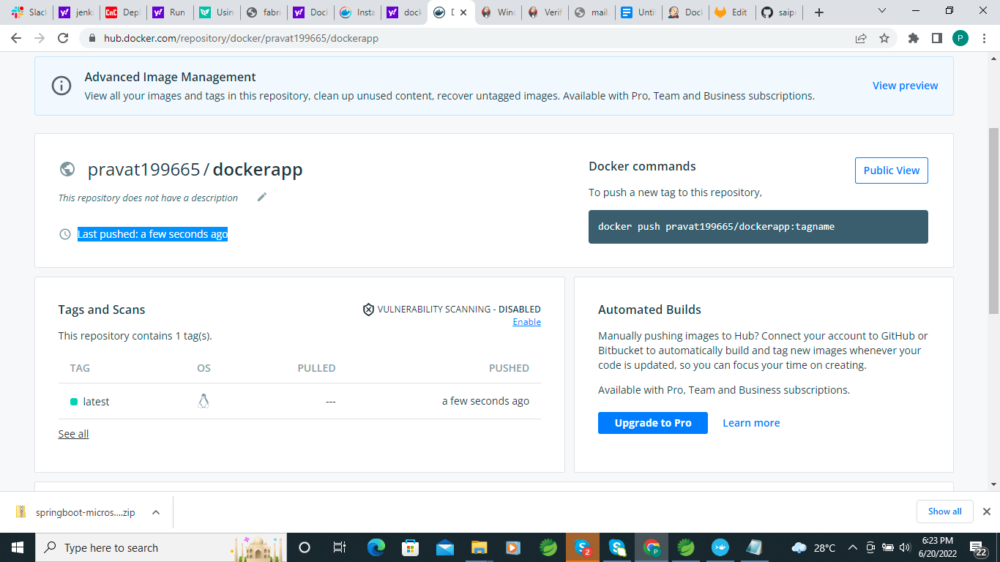 Slac
jenk
CnC
Depl
Run
Usin
fabri
Doc
Insta
dock
D
Wind
Verif
mail
Unti
Dock
Edit
saip
hub.docker.com/repository/docker/pravat199665/dockerapp
P
Advanced Image Management
View all your images and tags in this repository, clean up unused content, recover untagged images. Available with Pro, Team and Business subscriptions.
View preview
pravat199665 / dockerapp
This repository does not have a description
Last pushed: a few seconds ago
Docker commands
Public View
To push a new tag to this repository,
docker push pravat199665/dockerapp:tagname
Tags and Scans
VULNERABILITY SCANNING - DISABLED
Enable
This repository contains 1 tag(s).
TAG OS PULLED PUSHED
latest --- a few seconds ago
See all
Automated Builds
Manually pushing images to Hub? Connect your account to GitHub or
Bitbucket to automatically build and tag new images whenever your
code is updated, so you can focus your time on creating.
Available with Pro, Team and Business subscriptions.
Upgrade to Pro
Learn more
springboot-micros....zip
Show all
Type here to search
2
28°C
6:23 PM
6/20/2022
22